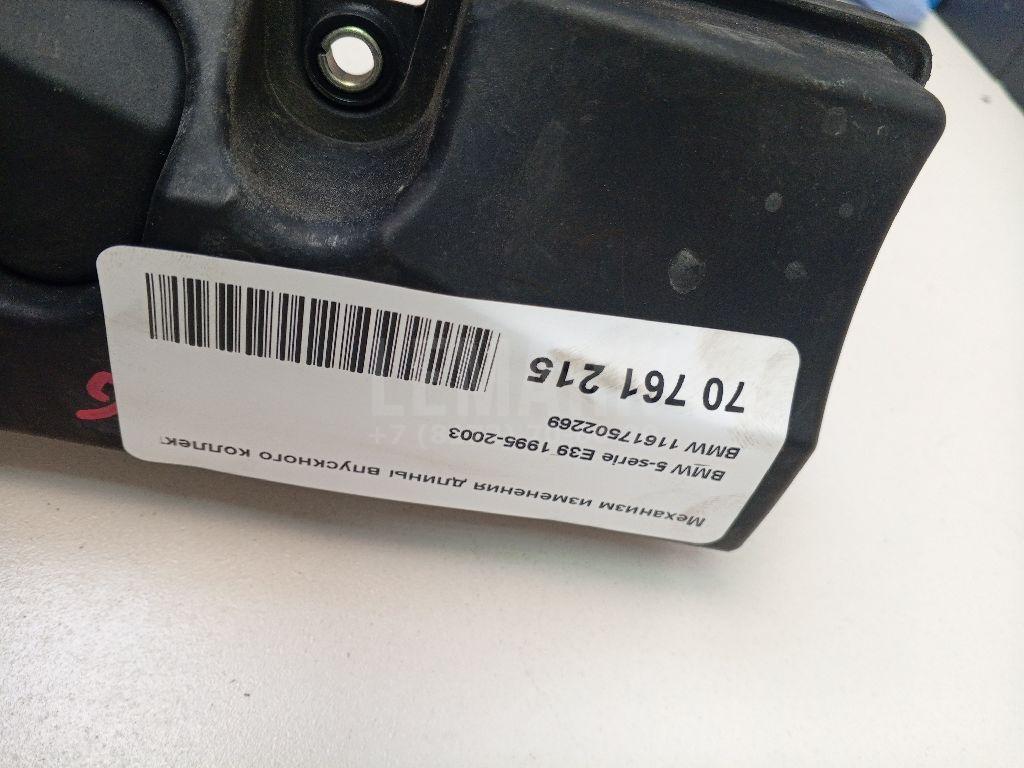 Механизм изменения длины впускного коллек
BMW 5-serie E39 1995-2003
BMW 11617502269
70 761 215